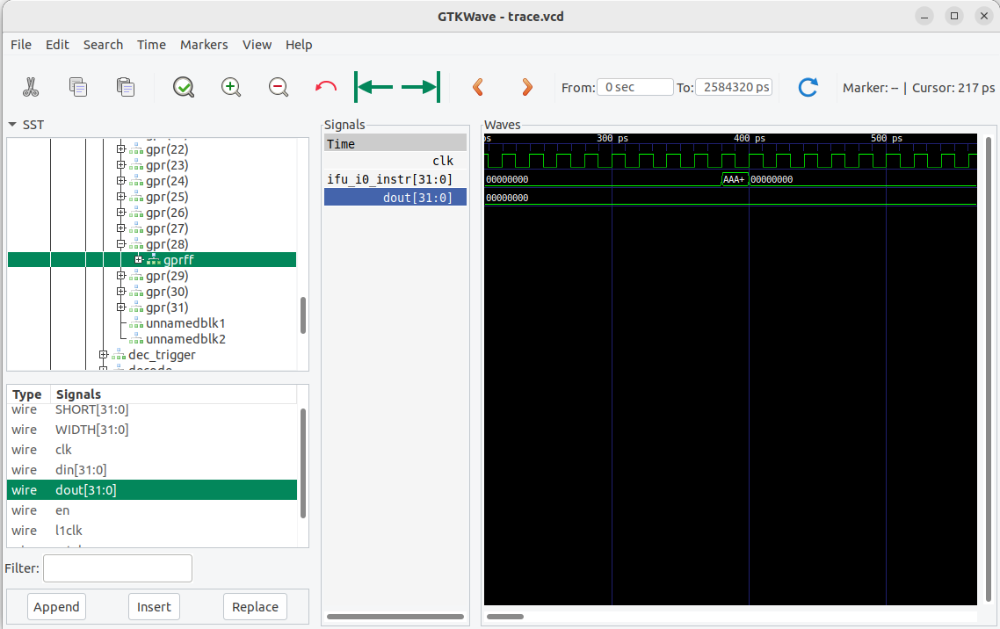 GTKWave - trace.vcd
File Edit Search Time Markers View Help
From: 0 sec To: 2584320 ps Marker: -- | Cursor: 217 ps
SST
gpr(22)
gpr(23)
gpr(24)
gpr(25)
gpr(26)
gpr(27)
gpr(28)
gprff
gpr(29)
gpr(30)
gpr(31)
unnamedblk1
unnamedblk2
dec_trigger
decode
Type Signals
wire SHORT[31:0]
wire WIDTH[31:0]
wire clk
wire din[31:0]
wire dout[31:0]
wire en
wire l1clk
Filter:
Append Insert Replace
Signals
Time
clk
ifu_i0_instr[31:0]
dout[31:0]
Waves
ps 300 ps 400 ps 500 ps
00000000 AAA+ 00000000
00000000